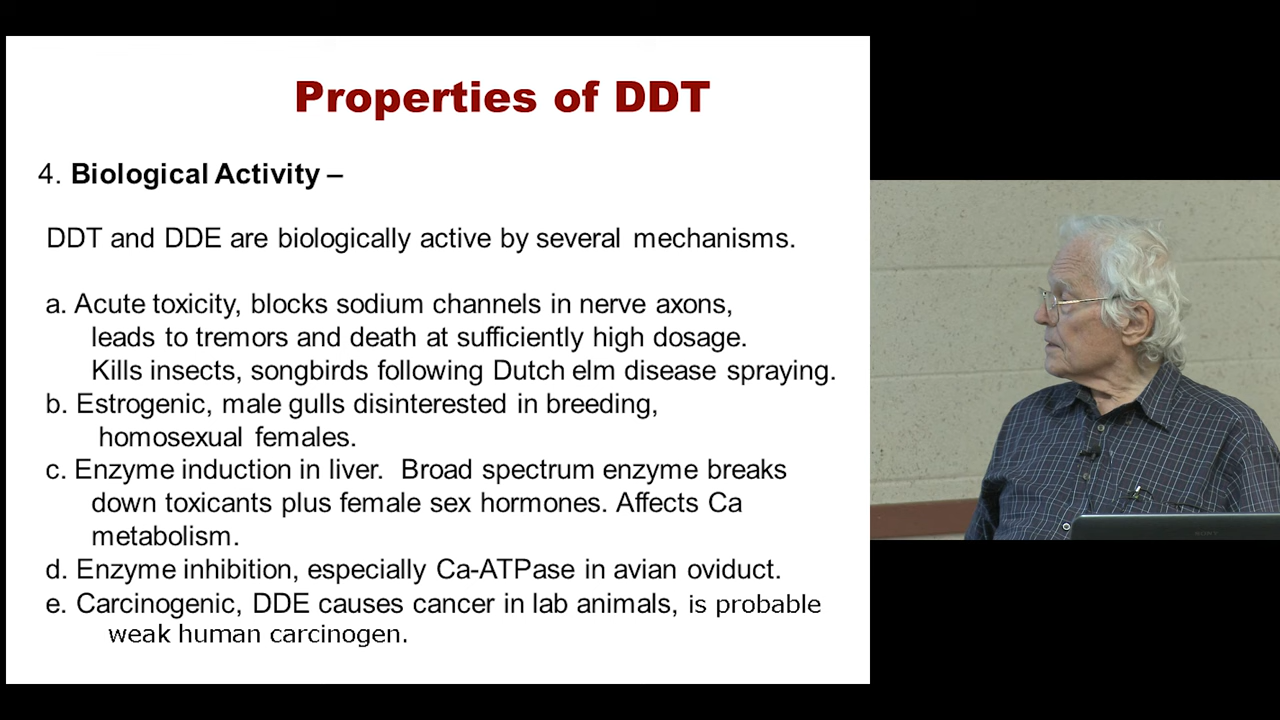 Properties of DDT
4. Biological Activity –
DDT and DDE are biologically active by several mechanisms.
a. Acute toxicity, blocks sodium channels in nerve axons,
leads to tremors and death at sufficiently high dosage.
Kills insects, songbirds following Dutch elm disease spraying.
b. Estrogenic, male gulls disinterested in breeding,
homosexual females.
c. Enzyme induction in liver. Broad spectrum enzyme breaks
down toxicants plus female sex hormones. Affects Ca
metabolism.
d. Enzyme inhibition, especially Ca-ATPase in avian oviduct.
e. Carcinogenic, DDE causes cancer in lab animals, is probable
weak human carcinogen.
SONY